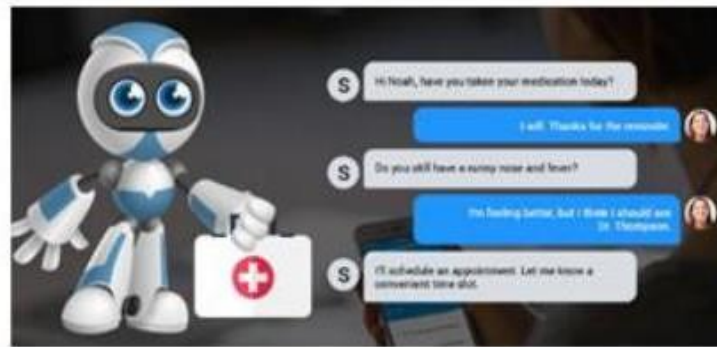 S
Hi Noah, have you taken your medication today?
I will. Thanks for the reminder.
S
Do you still have a runny nose and fever?
I'm feeling better, but I think I should see
Dr. Thompson.
S
I'll schedule an appointment. Let me know a
convenient time slot.